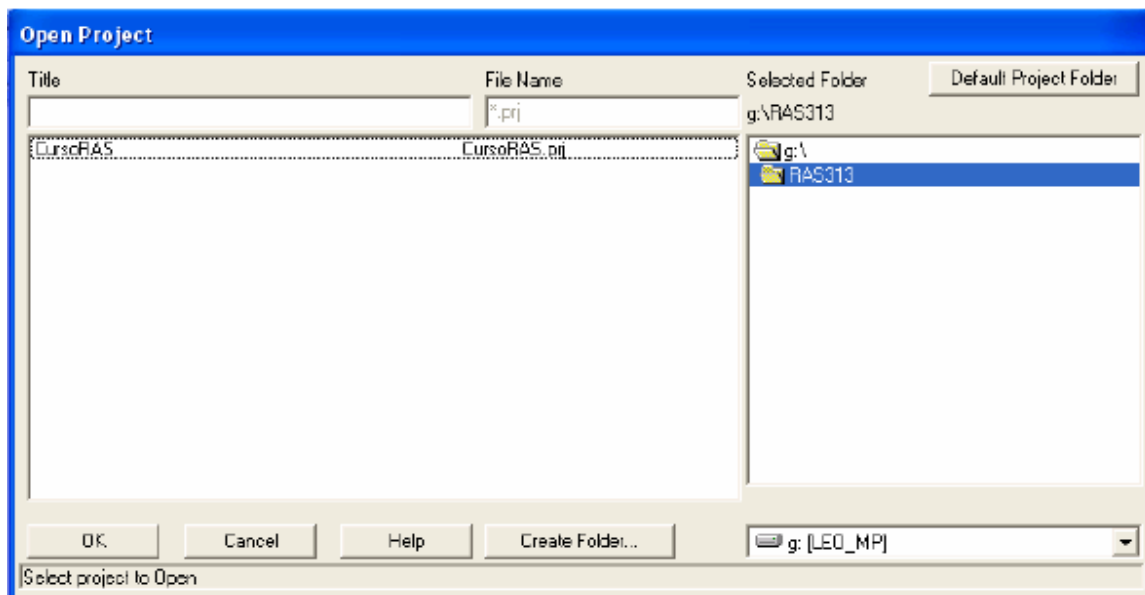 Open Project
Title File Name Selected Folder Default Project Folder
*.prj g:\RAS313
CursoRAS CursoRAS.prj g:\
RAS313
OK Cancel Help Create Folder... g: [LEO_MP]
Select project to Open